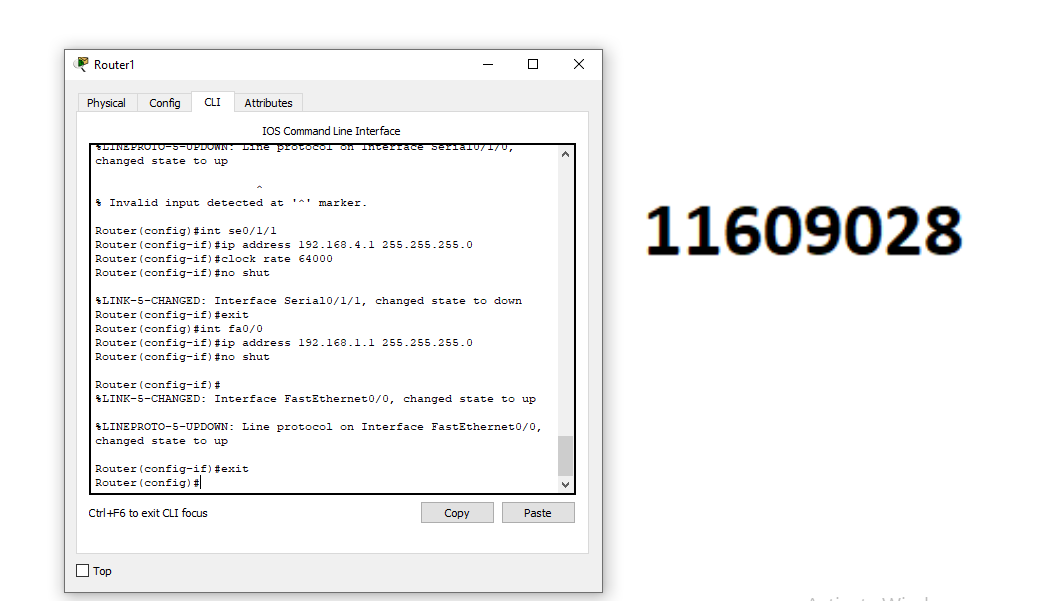 Router1
Physical Config CLI Attributes
IOS Command Line Interface
%LINEPROTO-5-UPDOWN: Line protocol on Interface Serial0/1/0,
changed state to up
^
% Invalid input detected at '^' marker.
Router(config)#int se0/1/1
Router(config-if)#ip address 192.168.4.1 255.255.255.0
Router(config-if)#clock rate 64000
Router(config-if)#no shut
%LINK-5-CHANGED: Interface Serial0/1/1, changed state to down
Router(config-if)#exit
Router(config)#int fa0/0
Router(config-if)#ip address 192.168.1.1 255.255.255.0
Router(config-if)#no shut
Router(config-if)#
%LINK-5-CHANGED: Interface FastEthernet0/0, changed state to up
%LINEPROTO-5-UPDOWN: Line protocol on Interface FastEthernet0/0,
changed state to up
Router(config-if)#exit
Router(config)#
Ctrl+F6 to exit CLI focus
Copy Paste
Top
11609028